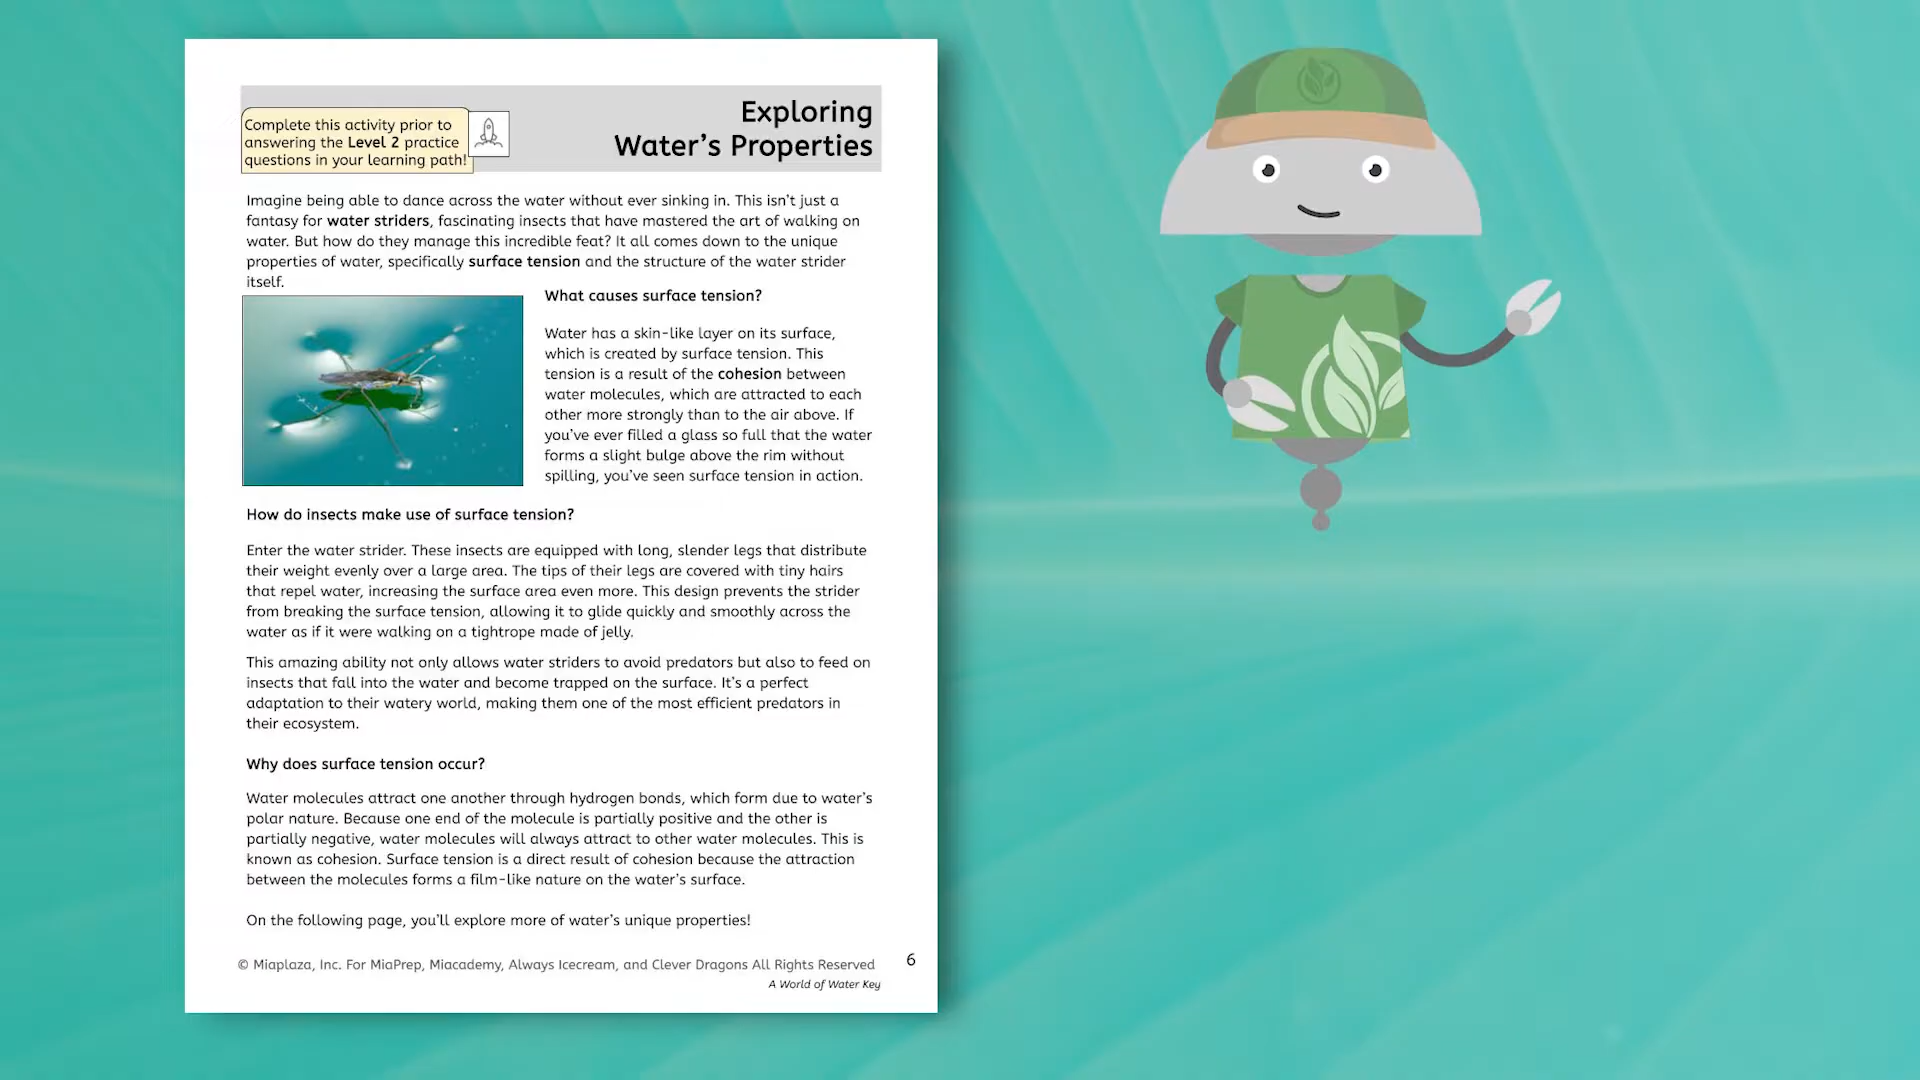 Exploring
Water's Properties
Complete this activity prior to
answering the Level 2 practice
questions in your learning path!
Imagine being able to dance across the water without ever sinking in. This isn't just a
fantasy for water striders, fascinating insects that have mastered the art of walking on
water. But how do they manage this incredible feat? It all comes down to the unique
properties of water, specifically surface tension and the structure of the water strider
itself.
What causes surface tension?
Water has a skin-like layer on its surface,
which is created by surface tension. This
tension is a result of the cohesion between
water molecules, which are attracted to each
other more strongly than to the air above. If
you've ever filled a glass so full that the water
forms a slight bulge above the rim without
spilling, you've seen surface tension in action.
How do insects make use of surface tension?
Enter the water strider. These insects are equipped with long, slender legs that distribute
their weight evenly over a large area. The tips of their legs are covered with tiny hairs
that repel water, increasing the surface area even more. This design prevents the strider
from breaking the surface tension, allowing it to glide quickly and smoothly across the
water as if it were walking on a tightrope made of jelly.
This amazing ability not only allows water striders to avoid predators but also to feed on
insects that fall into the water and become trapped on the surface. It's a perfect
adaptation to their watery world, making them one of the most efficient predators in
their ecosystem.
Why does surface tension occur?
Water molecules attract one another through hydrogen bonds, which form due to water's
polar nature. Because one end of the molecule is partially positive and the other is
partially negative, water molecules will always attract to other water molecules. This is
known as cohesion. Surface tension is a direct result of cohesion because the attraction
between the molecules forms a film-like nature on the water's surface.
On the following page, you'll explore more of water's unique properties!
© Miaplaza, Inc. For MiaPrep, Miacademy, Always Icecream, and Clever Dragons All Rights Reserved
6
A World of Water Key